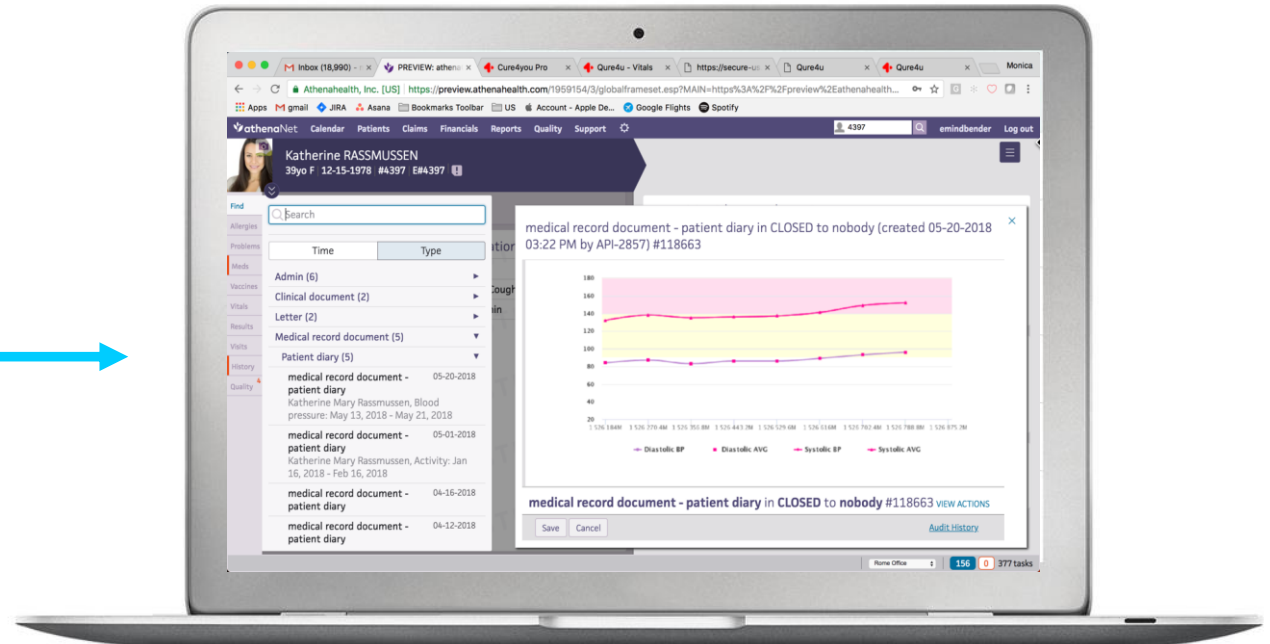 Inbox (18,990) -
PREVIEW: athena
Cure4you Pro
Qure4u - Vitals
https://secure-us
Qure4u
Qure4u
Monica
Athenahealth, Inc. [US] https://preview.athenahealth.com/1959154/3/globalframeset.esp?MAIN=https%3A%2F%2Fpreview%2Eathenahealth...
Apps M gmail JIRA Asana Bookmarks Toolbar US Account - Apple De... Google Flights Spotify
athenaNet Calendar Patients Claims Financials Reports Quality Support 4397 emindbender Log out
Katherine RASSMUSSEN
39yo F 12-15-1978 #4397 E#4397
Find
Allergies
Problems
Meds
Vaccines
Vitals
Results
Visits
History
Quality
Search
Time Type
Admin (6)
Clinical document (2)
Letter (2)
Medical record document (5)
Patient diary (5)
medical record document - 05-20-2018
patient diary
Katherine Mary Rassmussen, Blood
pressure: May 13, 2018 - May 21,
2018
medical record document - 05-01-2018
patient diary
Katherine Mary Rassmussen, Activity: Jan
16, 2018 - Feb 16, 2018
medical record document - 04-16-2018
patient diary
medical record document - 04-12-2018
patient diary
medical record document - patient diary in CLOSED to nobody (created 05-20-2018
03:22 PM by API-2857) #118663
180
160
140
120
100
80
60
40
20
Diastolic BP Diastolic AVG Systolic BP Systolic AVG
medical record document - patient diary in CLOSED to nobody #118663 VIEW ACTIONS
Save Cancel Audit History
Rome Office 156 0 377 tasks